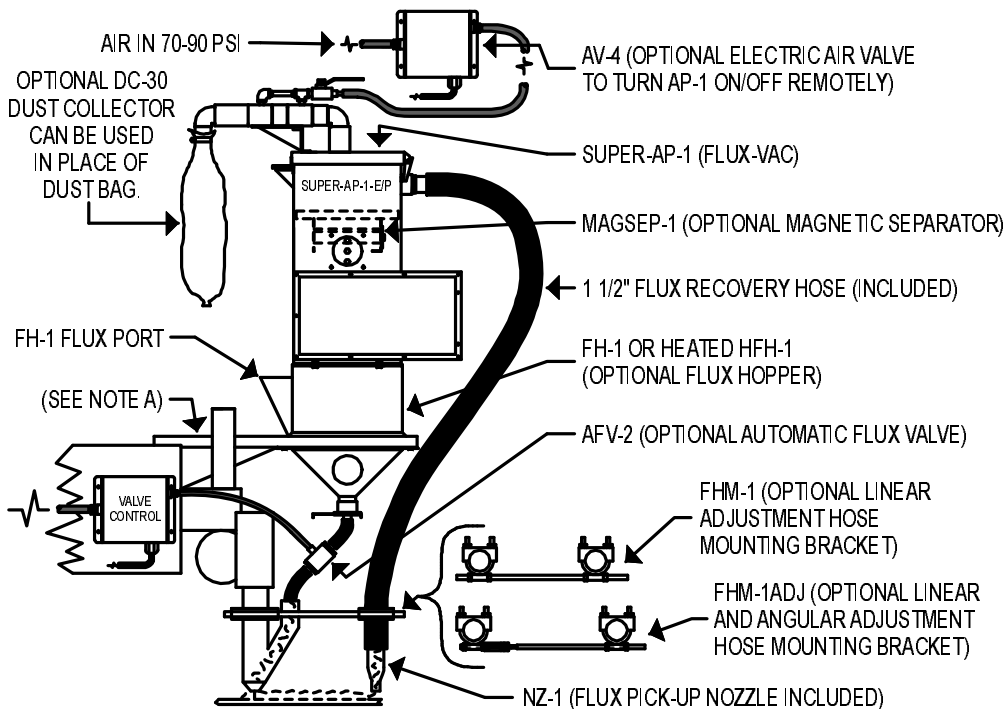 AIR IN 70-90 PSI
AV-4 (OPTIONAL ELECTRIC AIR VALVE
TO TURN AP-1 ON/OFF REMOTELY)
OPTIONAL DC-30
DUST COLLECTOR
CAN BE USED
IN PLACE OF
DUST BAG.
SUPER-AP-1 (FLUX-VAC)
SUPER-AP-1-E/P
MAGSEP-1 (OPTIONAL MAGNETIC SEPARATOR)
1 1/2" FLUX RECOVERY HOSE (INCLUDED)
FH-1 FLUX PORT
FH-1 OR HEATED HFH-1
(OPTIONAL FLUX HOPPER)
(SEE NOTE A)
AFV-2 (OPTIONAL AUTOMATIC FLUX VALVE)
VALVE
CONTROL
FHM-1 (OPTIONAL LINEAR
ADJUSTMENT HOSE
MOUNTING BRACKET)
FHM-1ADJ (OPTIONAL LINEAR
AND ANGULAR ADJUSTMENT
HOSE MOUNTING BRACKET)
NZ-1 (FLUX PICK-UP NOZZLE INCLUDED)